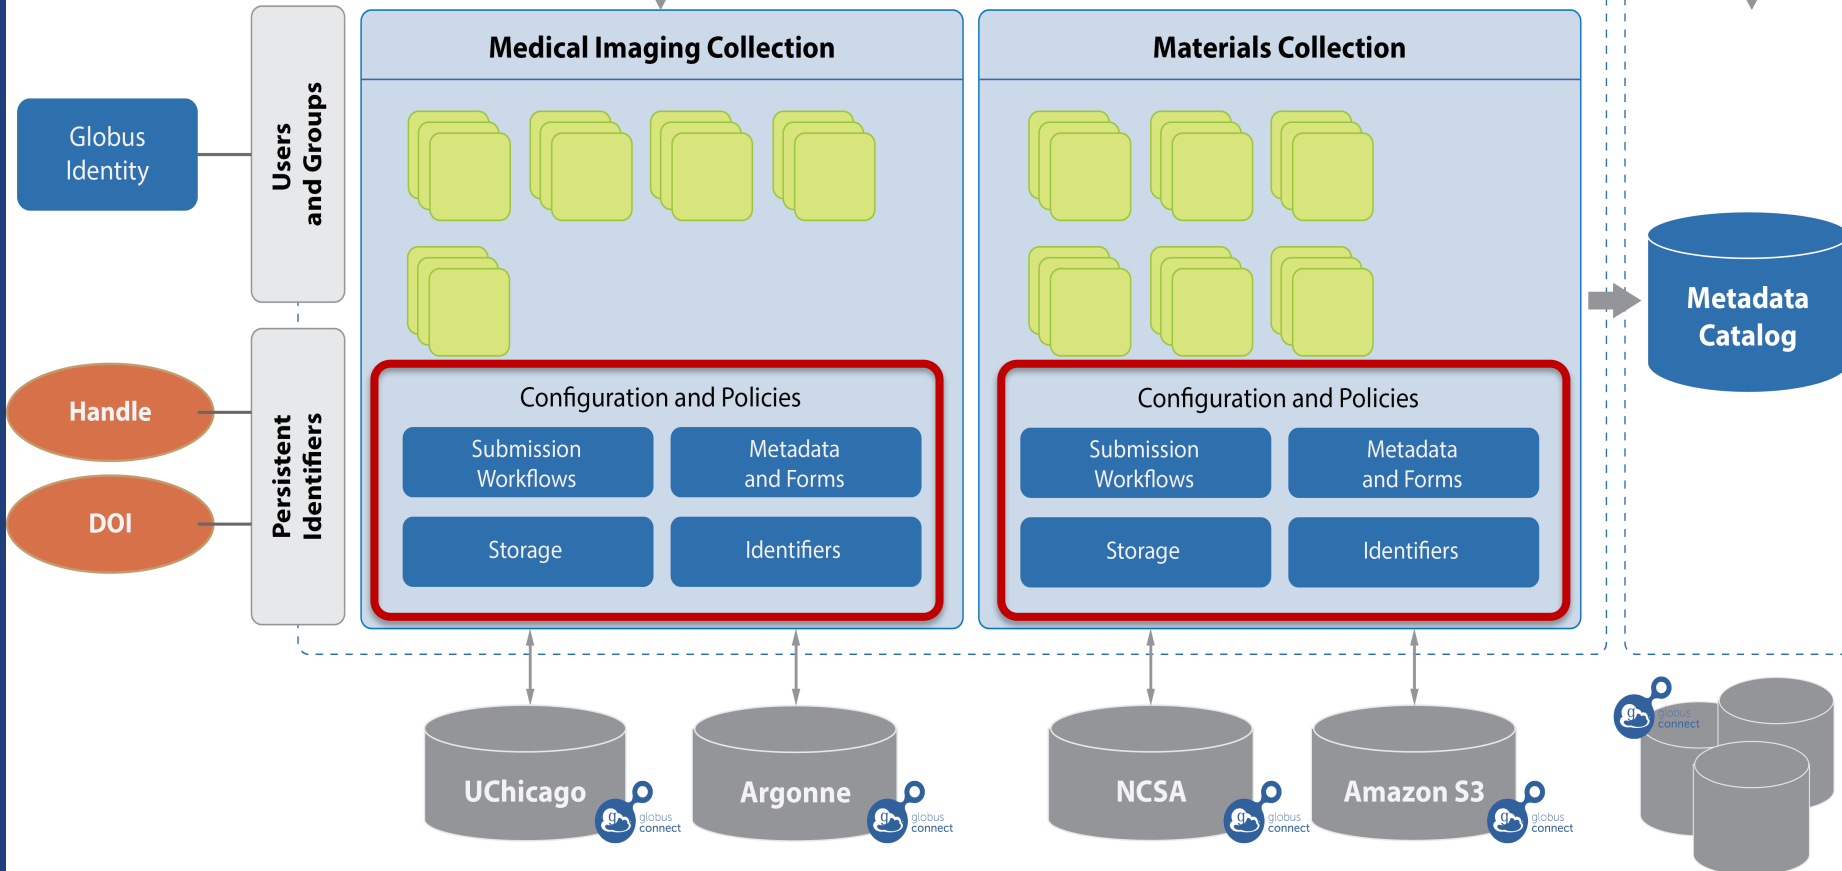 Medical Imaging Collection
Materials Collection
Globus
Identity
Users
and Groups
Metadata
Catalog
Handle
DOI
Persistent
Identifiers
Configuration and Policies
Submission
Workflows
Metadata
and Forms
Storage
Identifiers
Configuration and Policies
Submission
Workflows
Metadata
and Forms
Storage
Identifiers
UChicago
g
globus
connect
Argonne
g
globus
connect
NCSA
g
globus
connect
Amazon S3
g
globus
connect
g
globus
connect